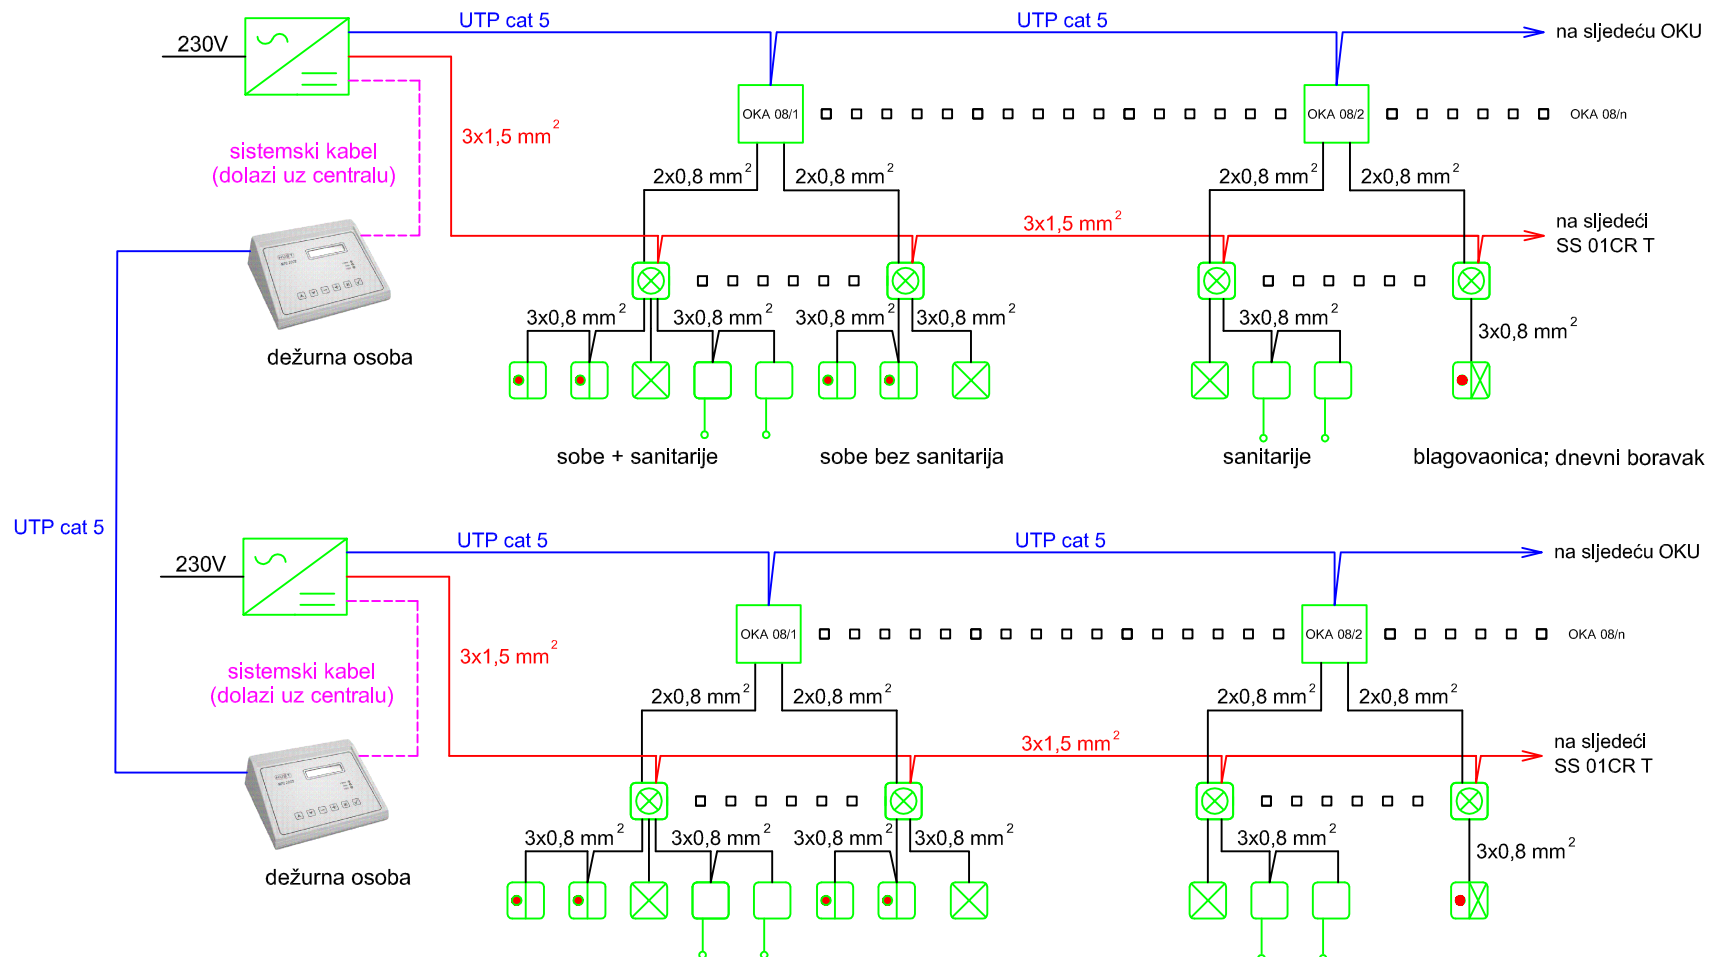 UTP cat 5
UTP cat 5
na sljedeću OKU
230V
OKA 08/1
OKA 08/2
OKA 08/n
3x1,5 mm²
sistemski kabel
(dolazi uz centralu)
2x0,8 mm²
2x0,8 mm²
2x0,8 mm²
2x0,8 mm²
3x1,5 mm²
na sljedeći
SS 01CR T
3x0,8 mm²
3x0,8 mm²
3x0,8 mm²
3x0,8 mm²
3x0,8 mm²
3x0,8 mm²
dežurna osoba
sobe + sanitarije
sobe bez sanitarija
sanitarije
blagovaonica; dnevni boravak
UTP cat 5
UTP cat 5
UTP cat 5
na sljedeću OKU
230V
OKA 08/1
OKA 08/2
OKA 08/n
3x1,5 mm²
sistemski kabel
(dolazi uz centralu)
2x0,8 mm²
2x0,8 mm²
2x0,8 mm²
2x0,8 mm²
3x1,5 mm²
na sljedeći
SS 01CR T
3x0,8 mm²
3x0,8 mm²
3x0,8 mm²
3x0,8 mm²
3x0,8 mm²
3x0,8 mm²
dežurna osoba